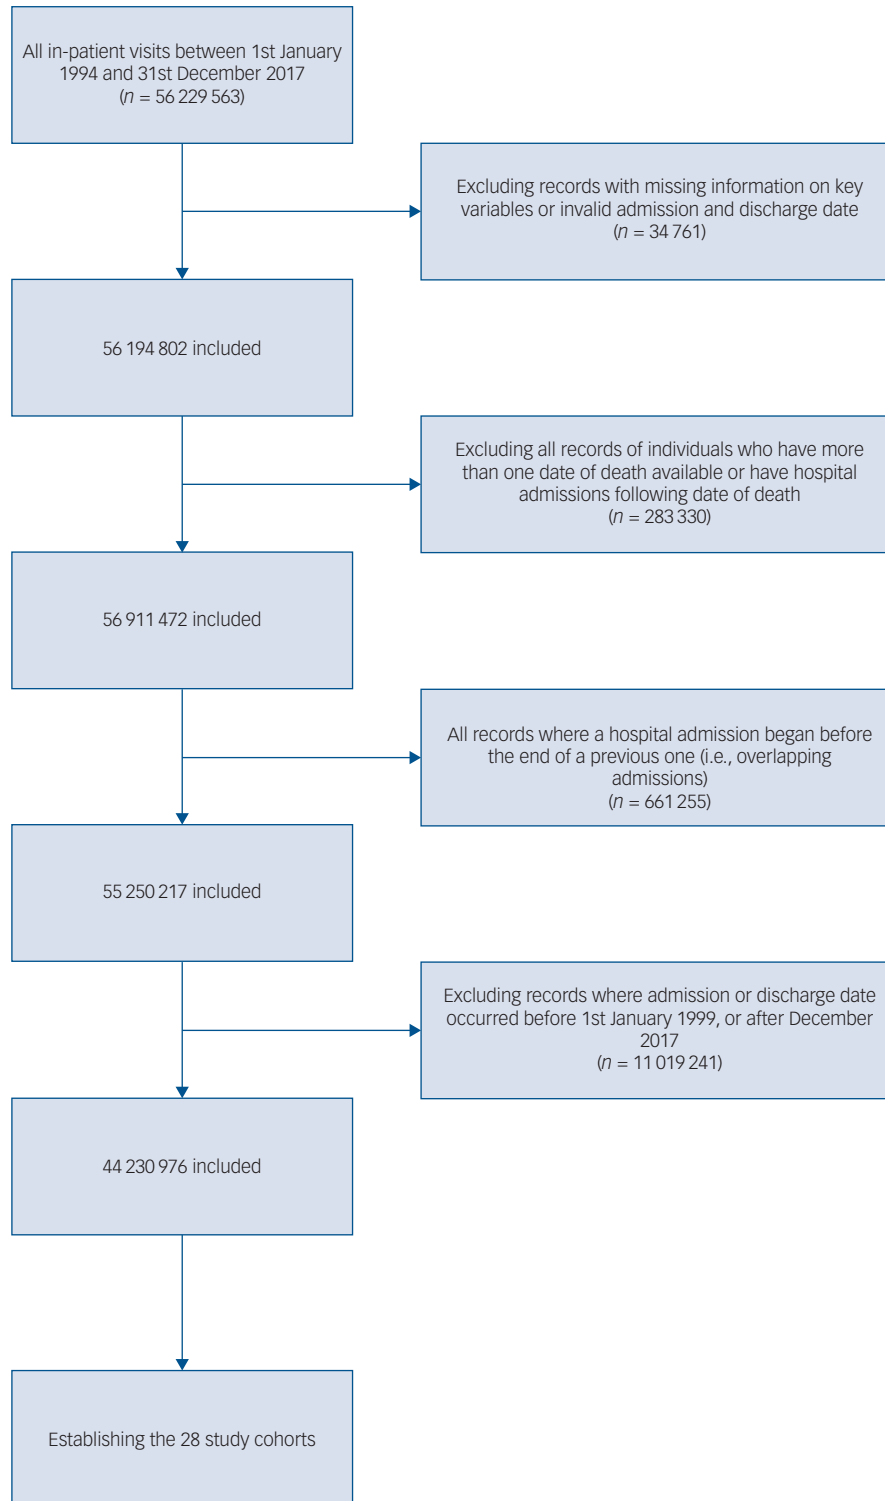 All in-patient visits between 1st January
1994 and 31st December 2017
(n = 56 229 563)
Excluding records with missing information on key
variables or invalid admission and discharge date
(n = 34 761)
56 194 802 included
Excluding all records of individuals who have more
than one date of death available or have hospital
admissions following date of death
(n = 283 330)
56 911 472 included
All records where a hospital admission began before
the end of a previous one (i.e., overlapping
admissions)
(n = 661 255)
55 250 217 included
Excluding records where admission or discharge date
occurred before 1st January 1999, or after December
2017
(n = 11 019 241)
44 230 976 included
Establishing the 28 study cohorts